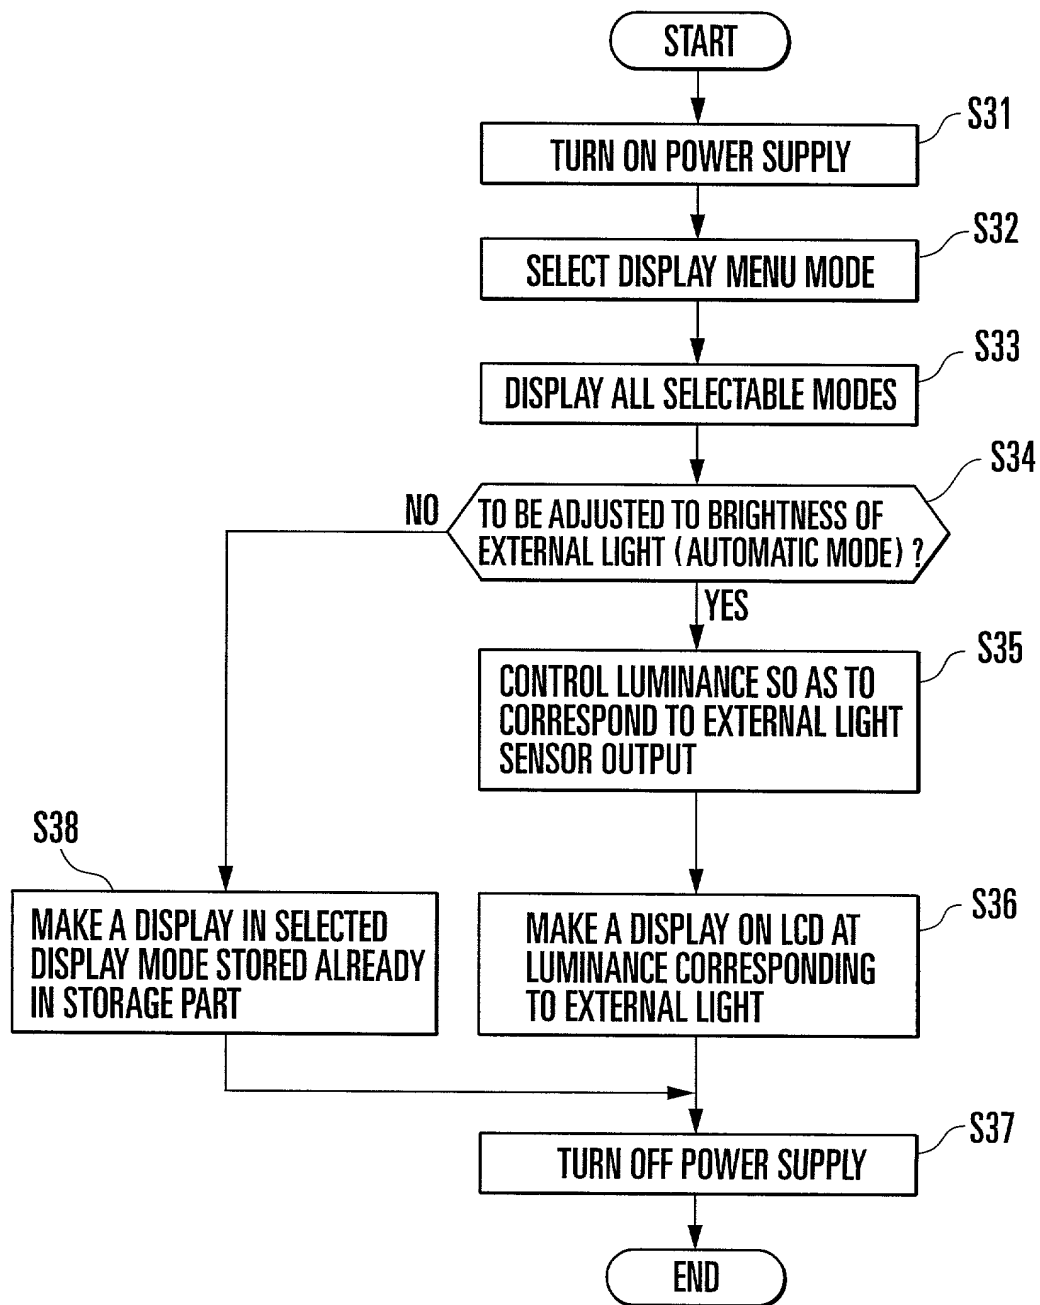 START
S31
TURN ON POWER SUPPLY
S32
SELECT DISPLAY MENU MODE
S33
DISPLAY ALL SELECTABLE MODES
S34
NO
TO BE ADJUSTED TO BRIGHTNESS OF
EXTERNAL LIGHT (AUTOMATIC MODE) ?
YES
S35
CONTROL LUMINANCE SO AS TO
CORRESPOND TO EXTERNAL LIGHT
SENSOR OUTPUT
S38
MAKE A DISPLAY IN SELECTED
DISPLAY MODE STORED ALREADY
IN STORAGE PART
S36
MAKE A DISPLAY ON LCD AT
LUMINANCE CORRESPONDING
TO EXTERNAL LIGHT
S37
TURN OFF POWER SUPPLY
END